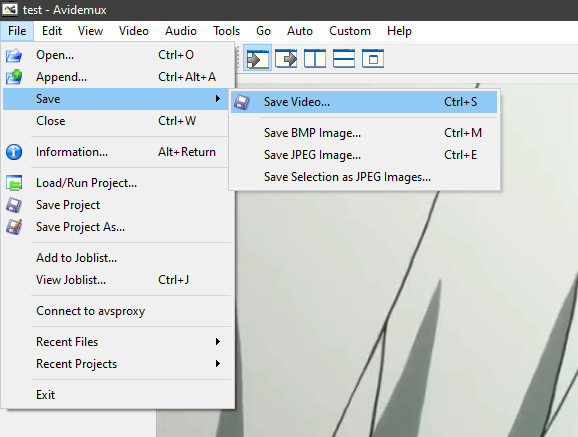 test - Avidemux
File Edit View Video Audio Tools Go Auto Custom Help
Open... Ctrl+O
Append... Ctrl+Alt+A
Save
Close Ctrl+W
Information... Alt+Return
Load/Run Project...
Save Project
Save Project As...
Add to Joblist...
View Joblist... Ctrl+J
Connect to avsproxy
Recent Files
Recent Projects
Exit
Save Video... Ctrl+S
Save BMP Image... Ctrl+M
Save JPEG Image... Ctrl+E
Save Selection as JPEG Images...